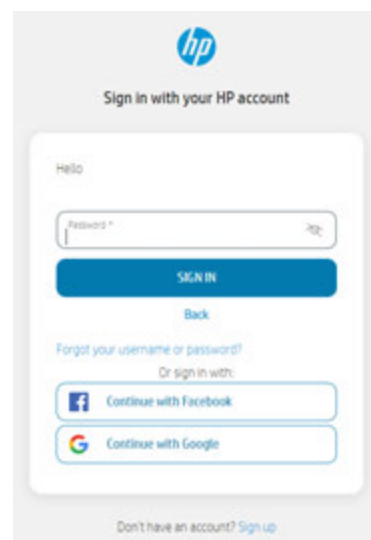 hp
Sign in with your HP account
Hello
Password *
SIGN IN
Back
Forgot your username or password?
Or sign in with:
Continue with Facebook
Continue with Google
Don't have an account? Sign up